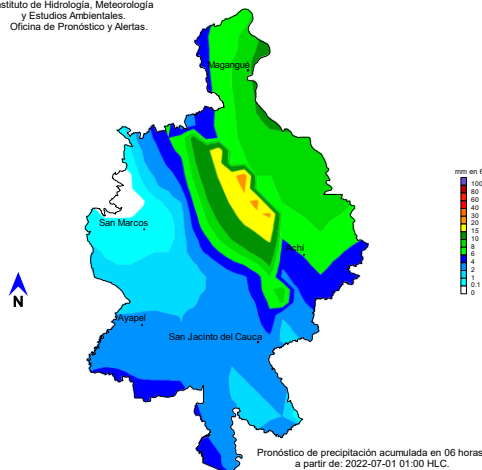 nstituto de Hidrología, Meteorología
y Estudios Ambientales.
Oficina de Pronóstico y Alertas.
Magangué
mm en 6
100
80
60
40
30
20
15
10
8
6
4
2
1
0.1
0
San Marcos
Achí
N
Ayapel
San Jacinto del Cauca
Pronóstico de precipitación acumulada en 06 horas
a partir de: 2022-07-01 01:00 HLC.